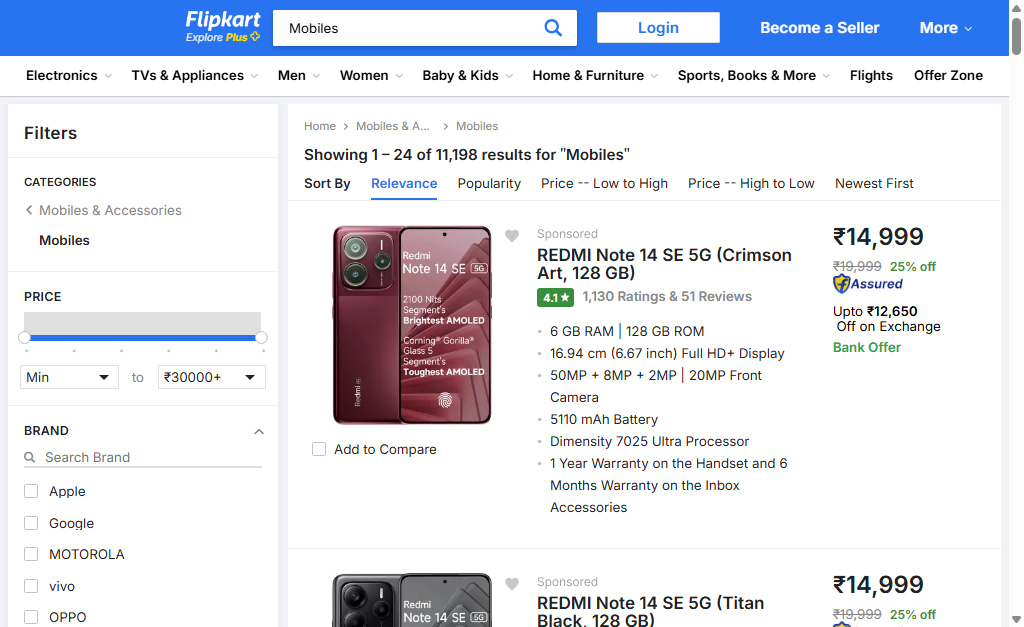 Flipkart
Explore Plus
Mobiles
Login
Become a Seller
More
Electronics
TVs & Appliances
Men
Women
Baby & Kids
Home & Furniture
Sports, Books & More
Flights
Offer Zone
Filters
CATEGORIES
Mobiles & Accessories
Mobiles
PRICE
Min
to
₹30000+
BRAND
Search Brand
Apple
Google
MOTOROLA
vivo
OPPO
Home
Mobiles & A...
Mobiles
Showing 1 – 24 of 11,198 results for "Mobiles"
Sort By
Relevance
Popularity
Price -- Low to High
Price -- High to Low
Newest First
Redmi
Note 14 SE 5G
2100 Nits
Segment's
Brightest AMOLED
Corning® Gorilla®
Glass 5
Segment's
Toughest AMOLED
Redmi
Add to Compare
Sponsored
REDMI Note 14 SE 5G (Crimson
Art, 128 GB)
4.1
1,130 Ratings & 51 Reviews
6 GB RAM | 128 GB ROM
16.94 cm (6.67 inch) Full HD+ Display
50MP + 8MP + 2MP | 20MP Front
Camera
5110 mAh Battery
Dimensity 7025 Ultra Processor
1 Year Warranty on the Handset and 6
Months Warranty on the Inbox
Accessories
₹14,999
₹19,999 25% off
Assured
Upto ₹12,650
Off on Exchange
Bank Offer
Redmi
Note 14 SE 5G
Sponsored
REDMI Note 14 SE 5G (Titan
Black, 128 GB)
₹14,999
₹19,999 25% off